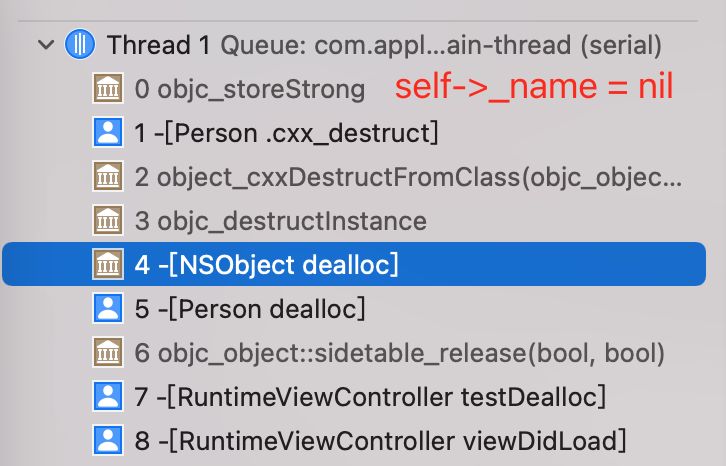 Thread 1 Queue: com.appl...ain-thread (serial)
0 objc_storeStrong self->_name = nil
1 -[Person .cxx_destruct]
2 object_cxxDestructFromClass(objc_objec...
3 objc_destructInstance
4 -[NSObject dealloc]
5 -[Person dealloc]
6 objc_object::sidetable_release(bool, bool)
7 -[RuntimeViewController testDealloc]
8 -[RuntimeViewController viewDidLoad]